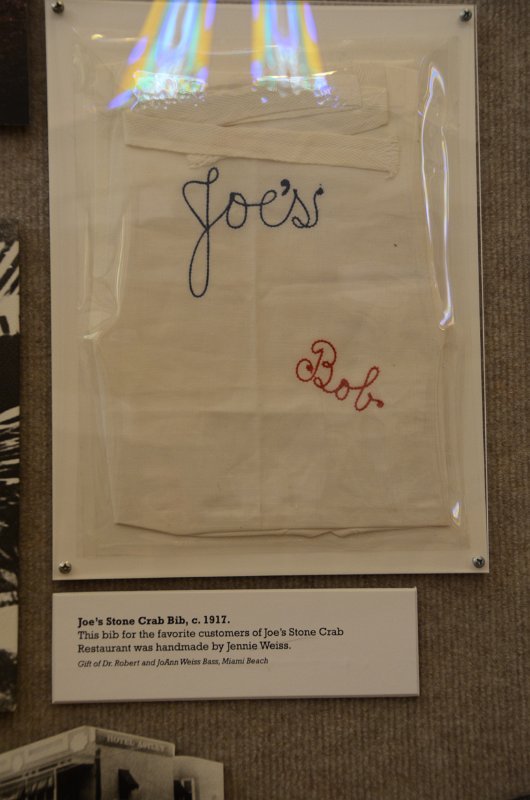 Joe's
Bob
Joe's Stone Crab Bib, c. 1917.
This bib for the favorite customers of Joe's Stone Crab
Restaurant was handmade by Jennie Weiss.
Gift of Dr. Robert and JoAnn Weiss Bass, Miami Beach